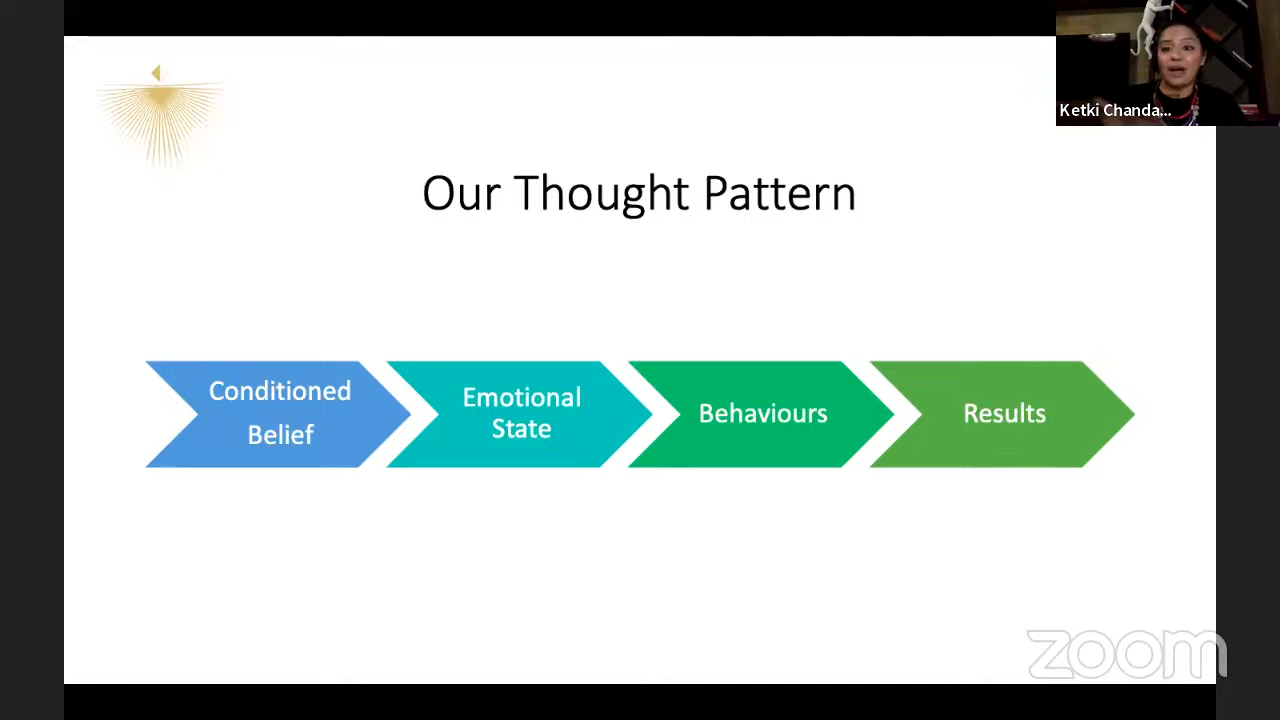 Ketki Chanda...
Our Thought Pattern
Conditioned
Belief
Emotional
State
Behaviours
Results
zoom